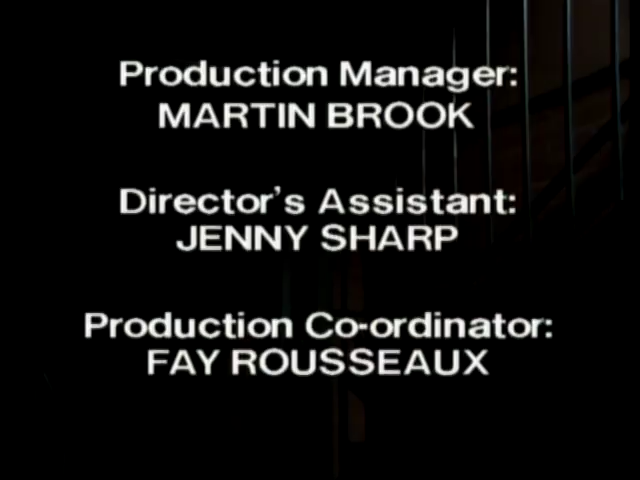 Production Manager:
MARTIN BROOK
Director's Assistant:
JENNY SHARP
Production Co-ordinator:
FAY ROUSSEAUX